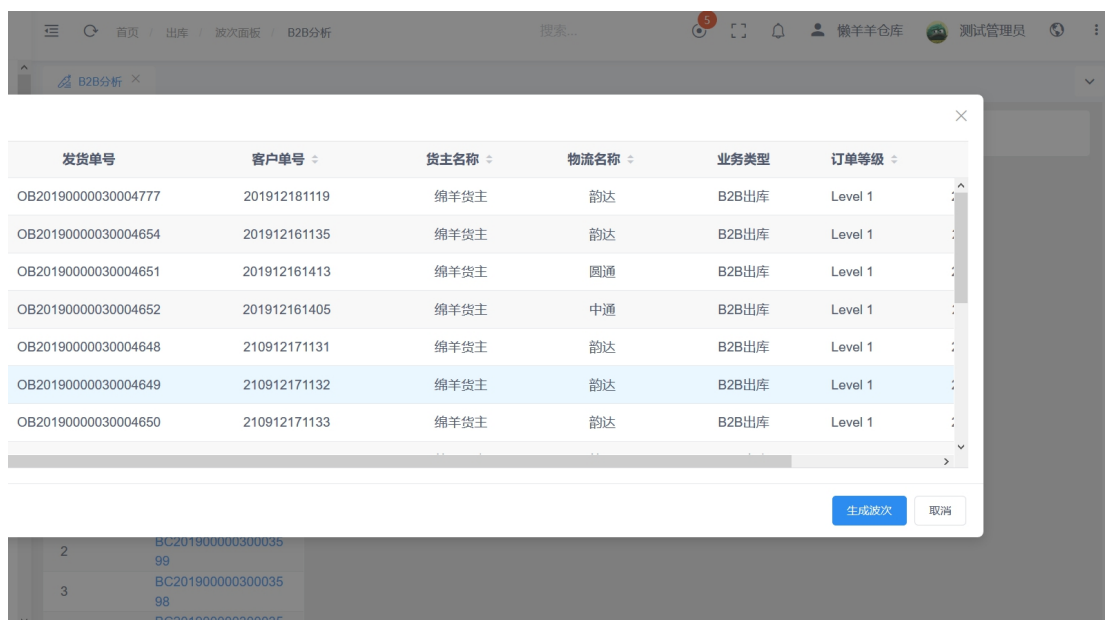 首页 / 出库 / 波次面板 / B2B分析
搜索...
5
懒羊羊仓库
测试管理员
B2B分析
发货单号 客户单号 货主名称 物流名称 业务类型 订单等级
OB20190000030004777 201912181119 绵羊货主 韵达 B2B出库 Level 1
OB20190000030004654 201912161135 绵羊货主 韵达 B2B出库 Level 1
OB20190000030004651 201912161413 绵羊货主 圆通 B2B出库 Level 1
OB20190000030004652 201912161405 绵羊货主 中通 B2B出库 Level 1
OB20190000030004648 210912171131 绵羊货主 韵达 B2B出库 Level 1
OB20190000030004649 210912171132 绵羊货主 韵达 B2B出库 Level 1
OB20190000030004650 210912171133 绵羊货主 韵达 B2B出库 Level 1
生成波次 取消
2 BC201900000300035
99
3 BC201900000300035
98